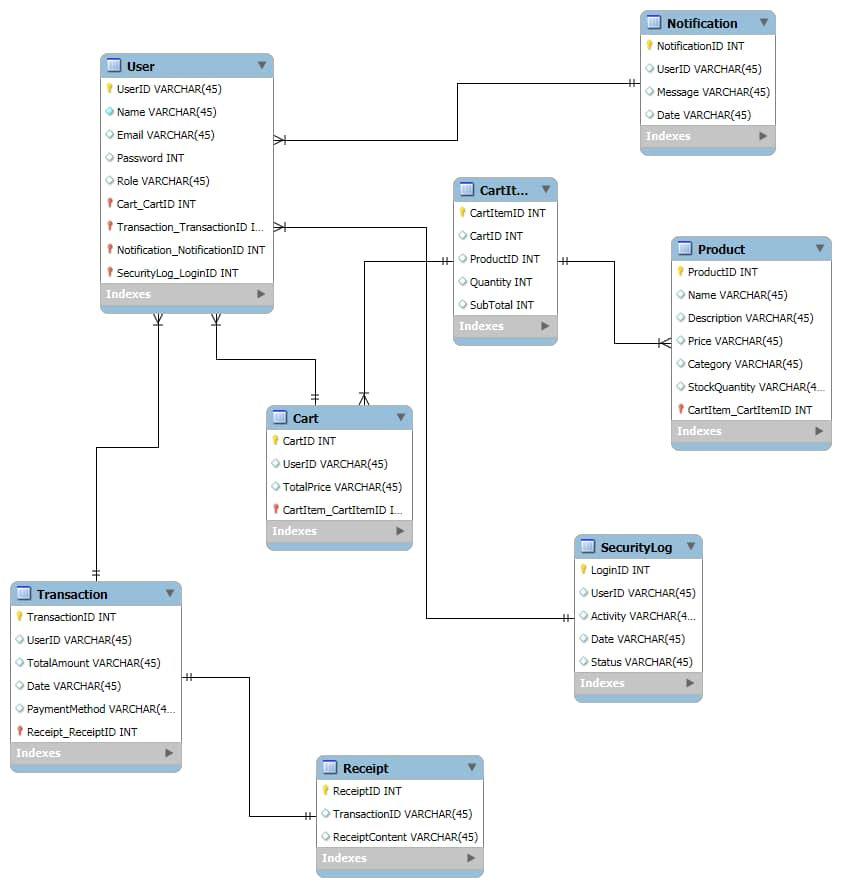 Notification
NotificationID INT
UserID VARCHAR(45)
Message VARCHAR(45)
Date VARCHAR(45)
Indexes
User
UserID VARCHAR(45)
Name VARCHAR(45)
Email VARCHAR(45)
Password INT
Role VARCHAR(45)
Cart_CartID INT
Transaction_TransactionID I...
Notification_NotificationID INT
SecurityLog_LoginID INT
Indexes
CartIt...
CartItemID INT
CartID INT
ProductID INT
Quantity INT
SubTotal INT
Indexes
Product
ProductID INT
Name VARCHAR(45)
Description VARCHAR(45)
Price VARCHAR(45)
Category VARCHAR(45)
StockQuantity VARCHAR(4...
CartItem_CartItemID INT
Indexes
Cart
CartID INT
UserID VARCHAR(45)
TotalPrice VARCHAR(45)
CartItem_CartItemID I...
Indexes
SecurityLog
LoginID INT
UserID VARCHAR(45)
Activity VARCHAR(4...
Date VARCHAR(45)
Status VARCHAR(45)
Indexes
Transaction
TransactionID INT
UserID VARCHAR(45)
TotalAmount VARCHAR(45)
Date VARCHAR(45)
PaymentMethod VARCHAR(4...
Receipt_ReceiptID INT
Indexes
Receipt
ReceiptID INT
TransactionID VARCHAR(45)
ReceiptContent VARCHAR(45)
Indexes